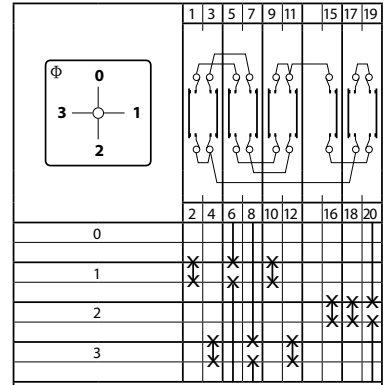 1 3 5 7 9 11 15 17 19
Φ 0
3 1
2
2 4 6 8 10 12 16 18 20
0
1 X X X
X X X
2 X X X
X X X
3 X X X
X X X